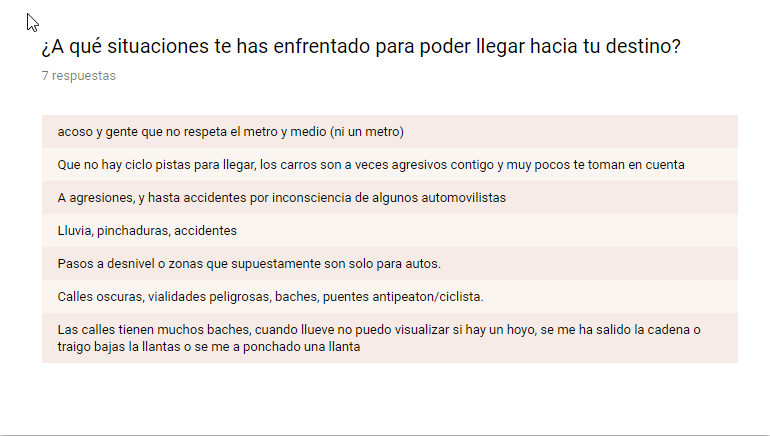 ¿A qué situaciones te has enfrentado para poder llegar hacia tu destino?
7 respuestas
acoso y gente que no respeta el metro y medio (ni un metro)
Que no hay ciclo pistas para llegar, los carros son a veces agresivos contigo y muy pocos te toman en cuenta
A agresiones, y hasta accidentes por inconsciencia de algunos automovilistas
Lluvia, pinchaduras, accidentes
Pasos a desnivel o zonas que supuestamente son solo para autos.
Calles oscuras, vialidades peligrosas, baches, puentes antipeaton/ciclista.
Las calles tienen muchos baches, cuando llueve no puedo visualizar si hay un hoyo, se me ha salido la cadena o
traigo bajas la llantas o se me a ponchado una llanta